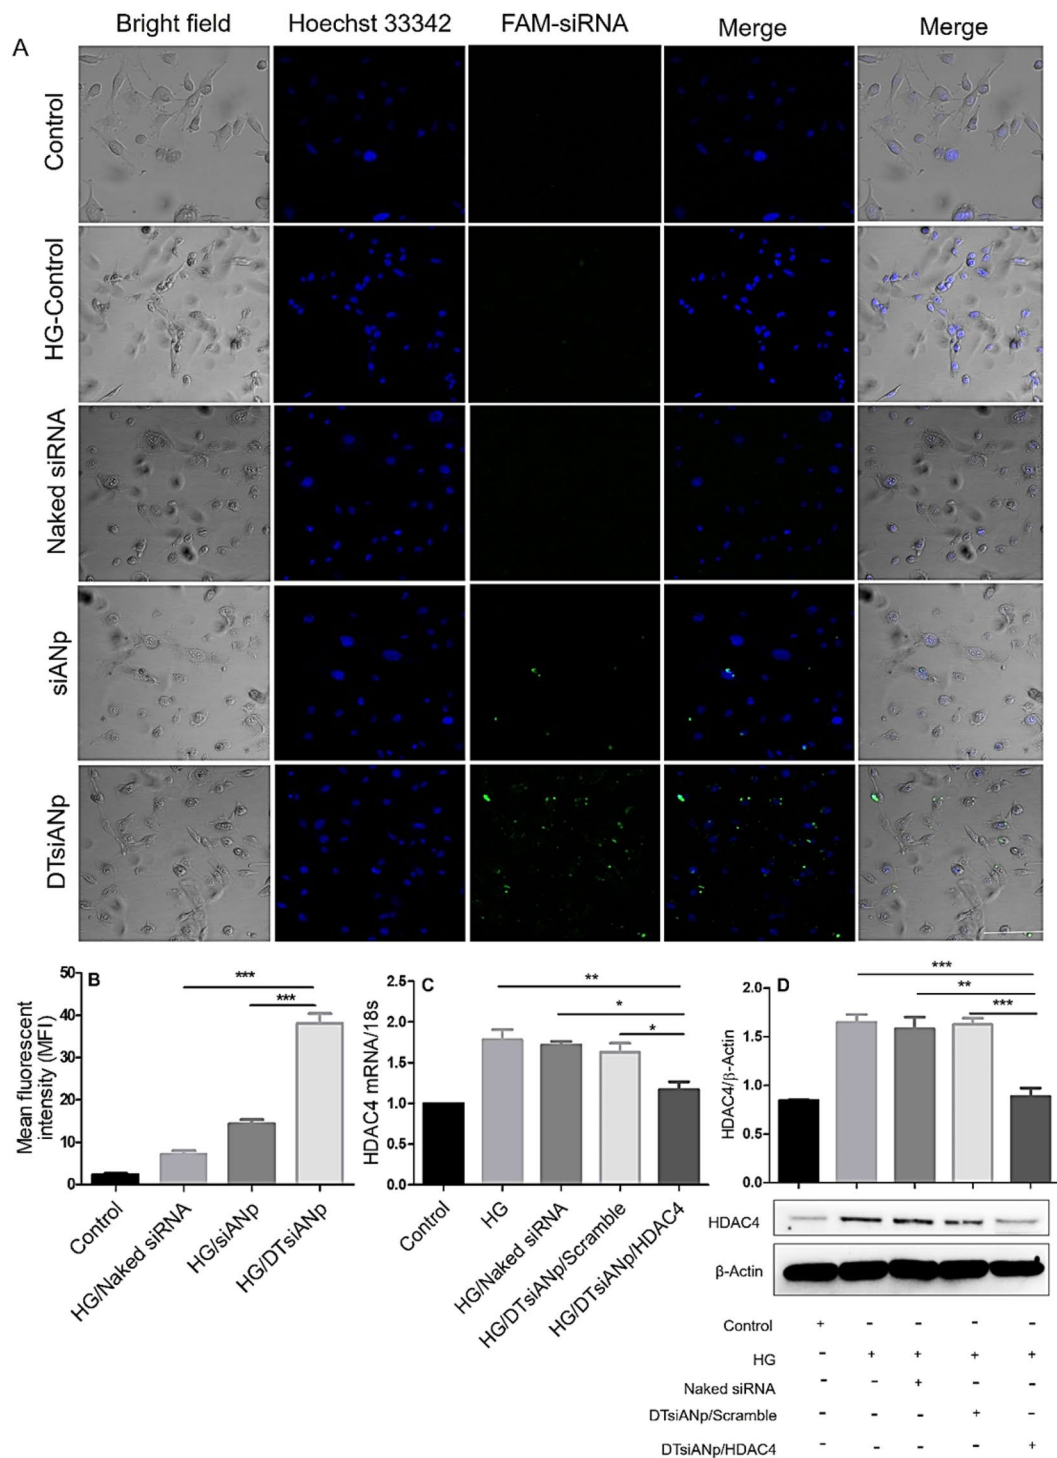 Bright field Hoechst 33342 FAM-siRNA Merge Merge
A
Control
HG-Control
Naked siRNA
siANp
DTsiANp
B
Mean fluorescent
intensity (MFI)
50
40
30
20
10
0
***
***
Control
HG/Naked siRNA
HG/siANp
HG/DTsiANp
C
HDAC4 mRNA/18s
2.5
2.0
1.5
1.0
0.5
0.0
**
*
*
Control
HG
HG/Naked siRNA
HG/DTsiANp/Scramble
HG/DTsiANp/HDAC4
D
HDAC4/β-Actin
2.0
1.5
1.0
0.5
0.0
***
**
***
HDAC4
β-Actin
Control + - - - -
HG - + + + +
Naked siRNA - - + - -
DTsiANp/Scramble - - - + -
DTsiANp/HDAC4 - - - - +